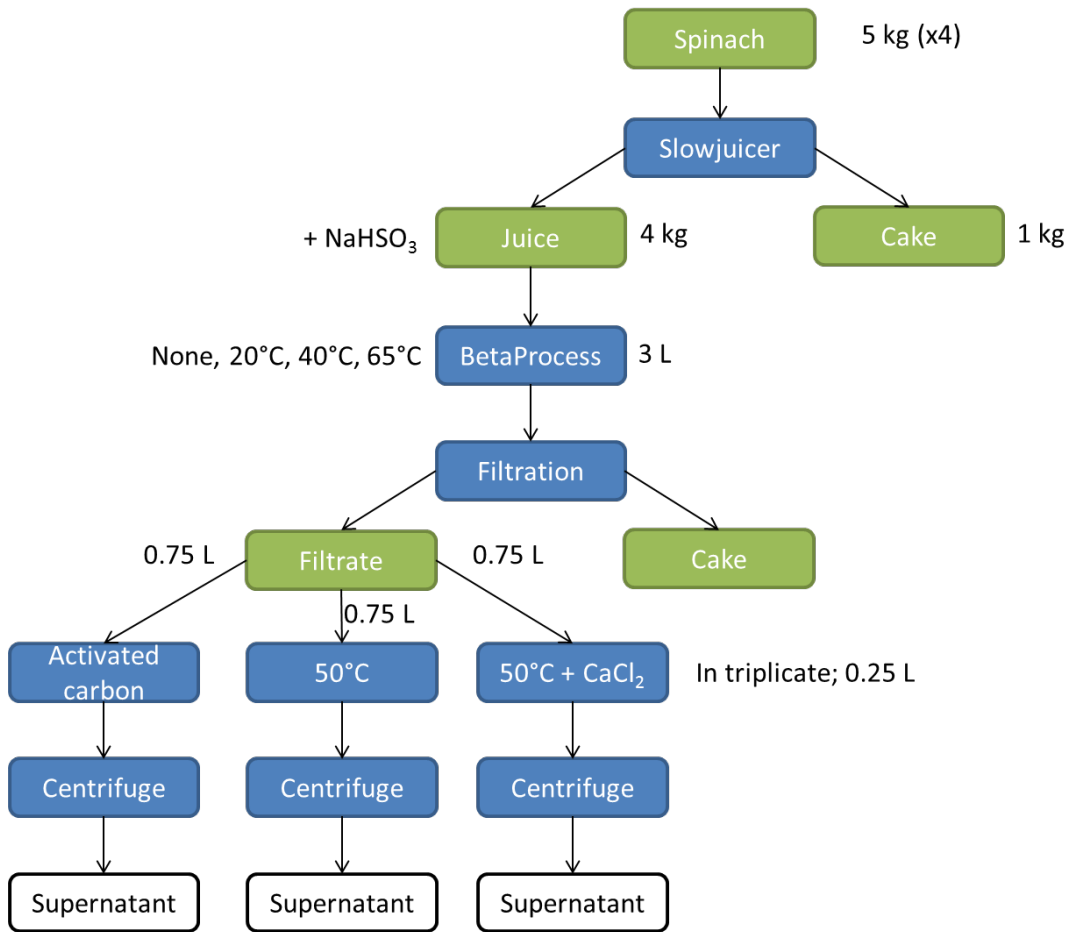 Spinach
5 kg (x4)
Slowjuicer
+ NaHSO₃
Juice
4 kg
Cake
1 kg
None, 20°C, 40°C, 65°C
BetaProcess
3 L
Filtration
0.75 L
Filtrate
0.75 L
Cake
0.75 L
Activated
carbon
50°C
50°C + CaCl₂
In triplicate; 0.25 L
Centrifuge
Centrifuge
Centrifuge
Supernatant
Supernatant
Supernatant